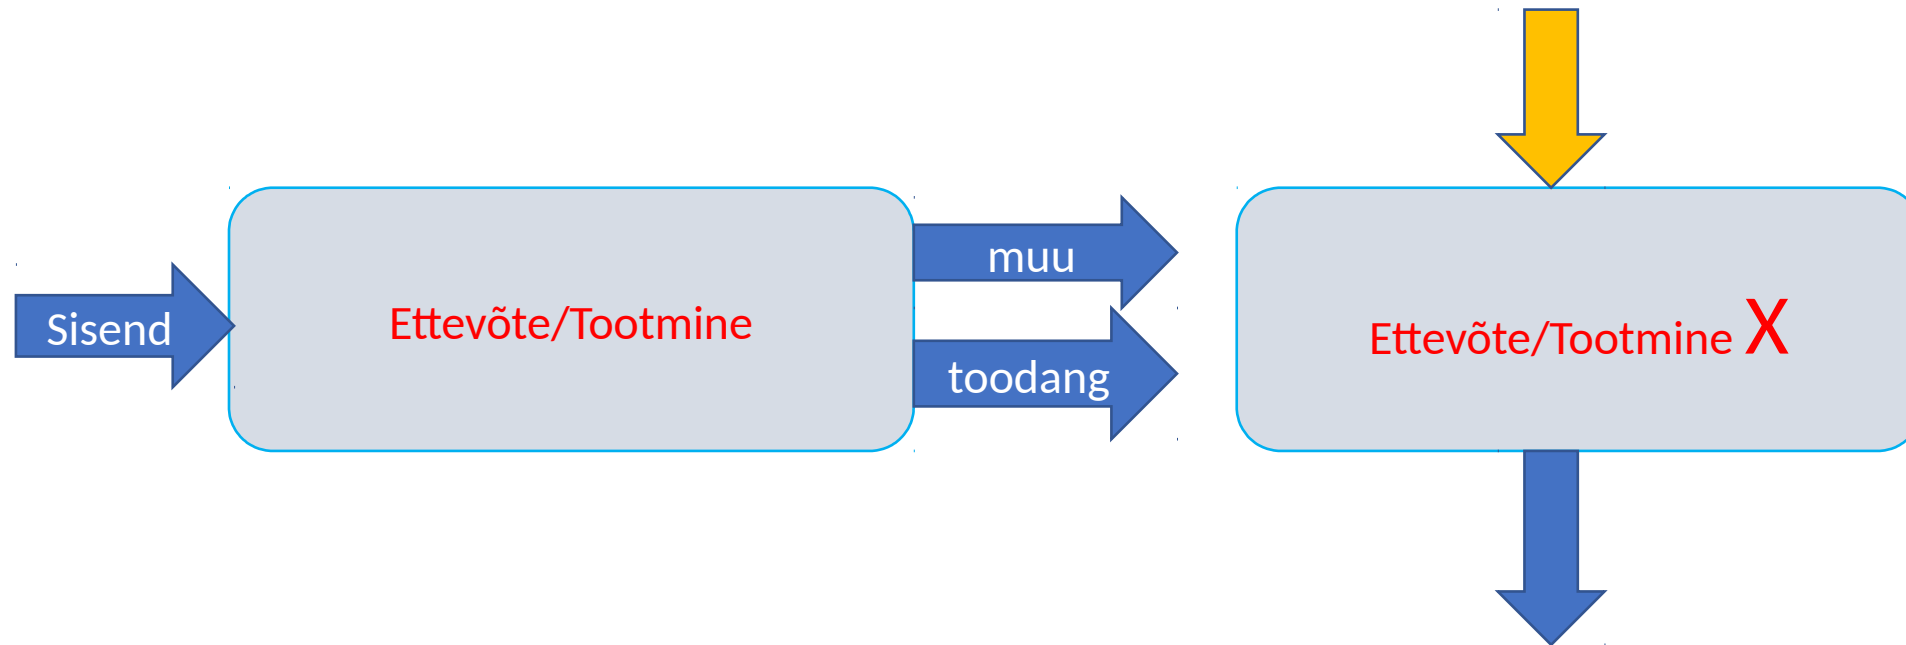 Sisend
Ettevõte/Tootmine
muu
toodang
Ettevõte/Tootmine X